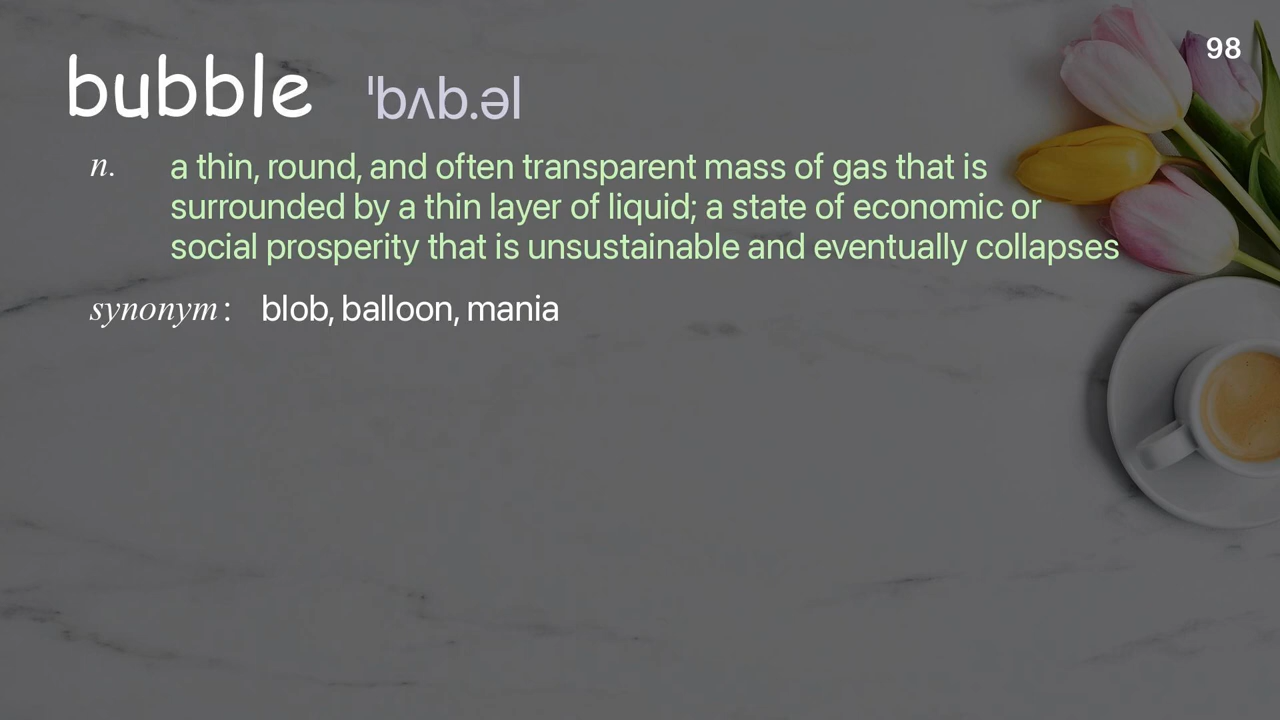 98
bubble ˈbʌb.əl
n. a thin, round, and often transparent mass of gas that is
surrounded by a thin layer of liquid; a state of economic or
social prosperity that is unsustainable and eventually collapses
synonym: blob, balloon, mania